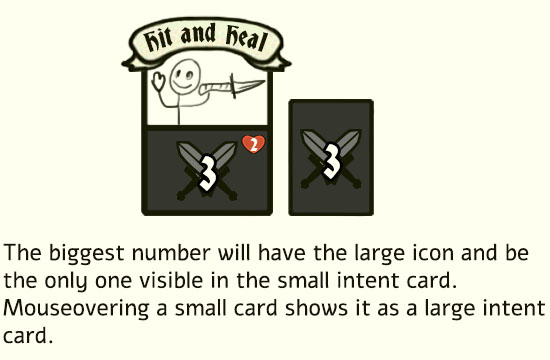 Hit and Heal
2
3
3
The biggest number will have the large icon and be
the only one visible in the small intent card.
Mouseovering a small card shows it as a large intent
card.